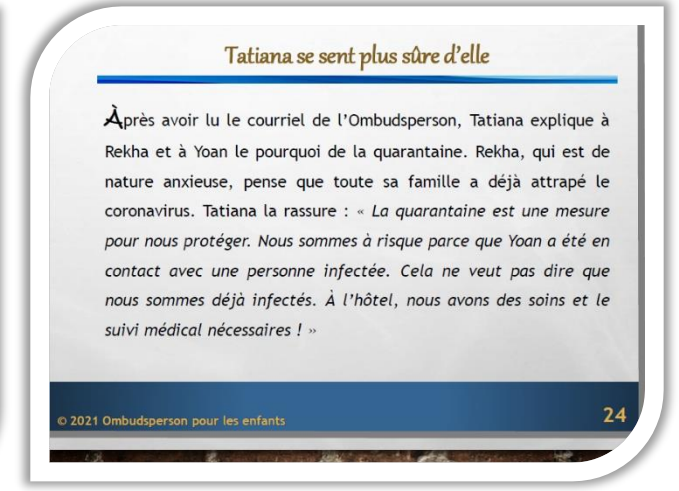 Tatiana se sent plus sûre d'elle
Àprès avoir lu le courriel de l'Ombudsperson, Tatiana explique à
Rekha et à Yoan le pourquoi de la quarantaine. Rekha, qui est de
nature anxieuse, pense que toute sa famille a déjà attrapé le
coronavirus. Tatiana la rassure : « La quarantaine est une mesure
pour nous protéger. Nous sommes à risque parce que Yoan a été en
contact avec une personne infectée. Cela ne veut pas dire que
nous sommes déjà infectés. À l'hôtel, nous avons des soins et le
suivi médical nécessaires ! »
© 2021 Ombudsperson pour les enfants
24